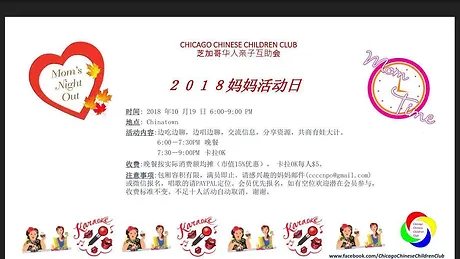 CHICAGO CHINESE CHILDREN CLUB
芝加哥华人亲子互助会
Mom's Night Out
2018妈妈活动日
Mom Time
时间: 2018 年10月19 日 6:00-9:00 PM
地点: Chinatown
活动内容:边吃边聊，边唱边聊，交流信息，分享资源，共商育娃大计。
6:00--7:30PM 晚餐
7:30--9:00PM 卡拉OK
收费:晚餐按实际消费额均摊（市值15%优惠）， 卡拉OK每人$5。
注意事项:包厢容积有限，满员即止。请感兴趣的妈妈邮件(ccccrpo@gmail.com)
或微信报名，唱歌的请PAYPAL定位。会员优先报名，如有空位欢迎潜在会员参与，
收费标准不变。不足十人活动自动取消。谢谢。
Karaoke
Karaoke
Karaoke
Chicago Chinese Children Club
www.facebook.com/ChicagoChineseChildrenClub